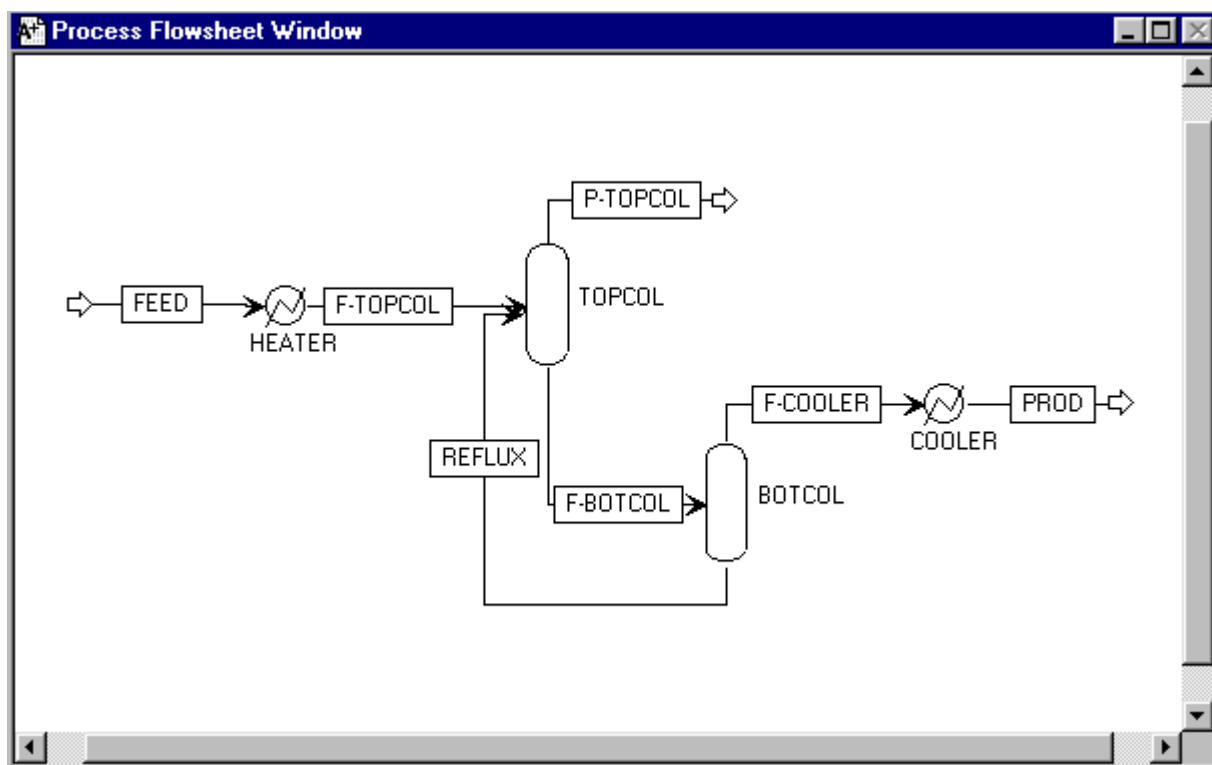 Process Flowsheet Window
P-TOPCOL
FEED
HEATER
F-TOPCOL
TOPCOL
F-COOLER
COOLER
PROD
REFLUX
F-BOTCOL
BOTCOL